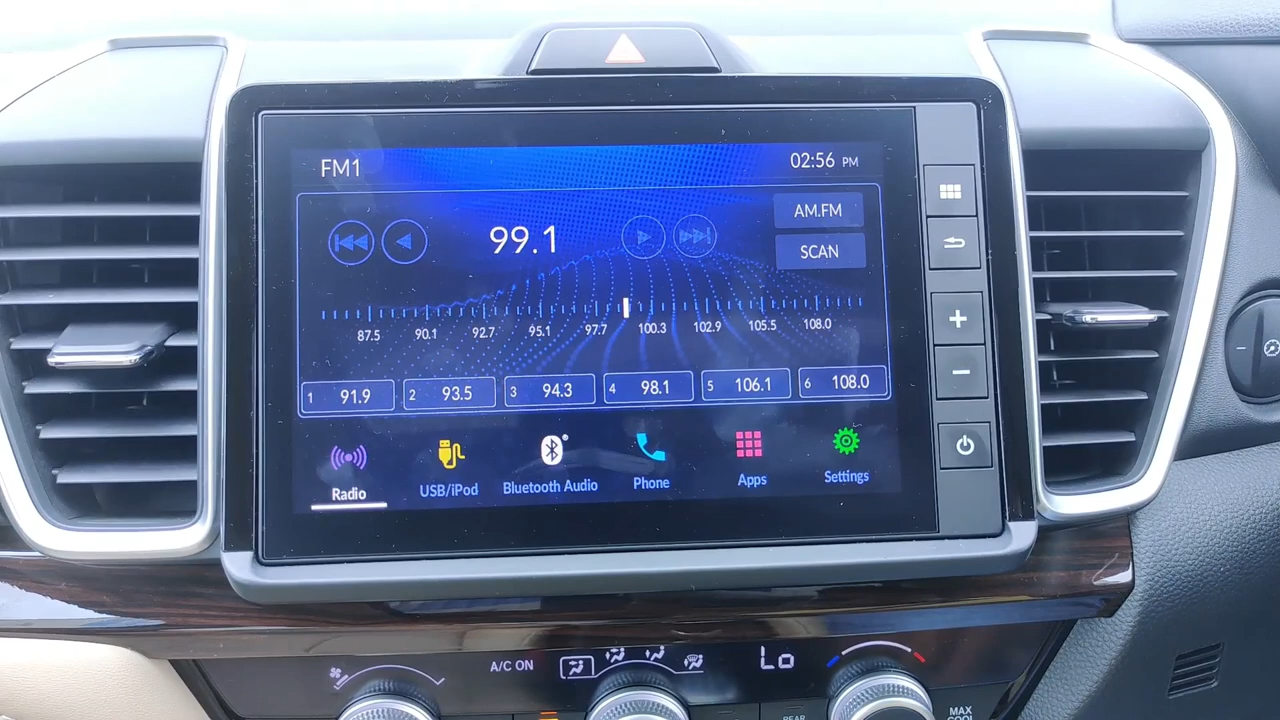 FM1
02:56 PM
99.1
AM.FM
SCAN
87.5 90.1 92.7 95.1 97.7 100.3 102.9 105.5 108.0
1 91.9
2 93.5
3 94.3
4 98.1
5 106.1
6 108.0
Radio
USB/iPod
Bluetooth Audio
Phone
Apps
Settings
A/C ON
Lo
REAR
MAX
COOL